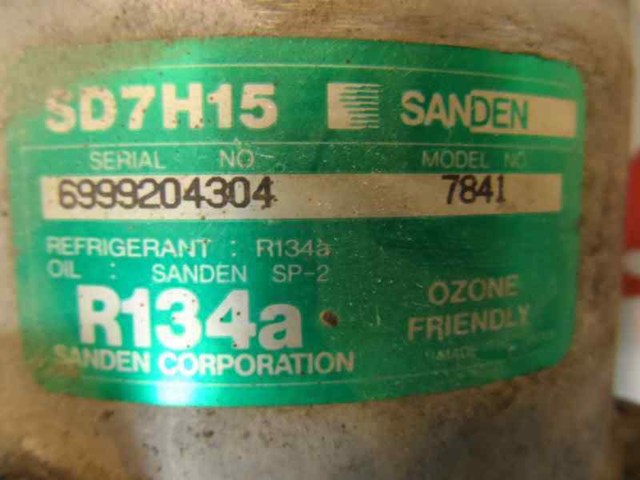 SD7H15 SANDEN
SERIAL NO MODEL NO
6999204304 7841
REFRIGERANT : R134a
OIL : SANDEN SP-2
R134a
OZONE
FRIENDLY
SANDEN CORPORATION
MADE